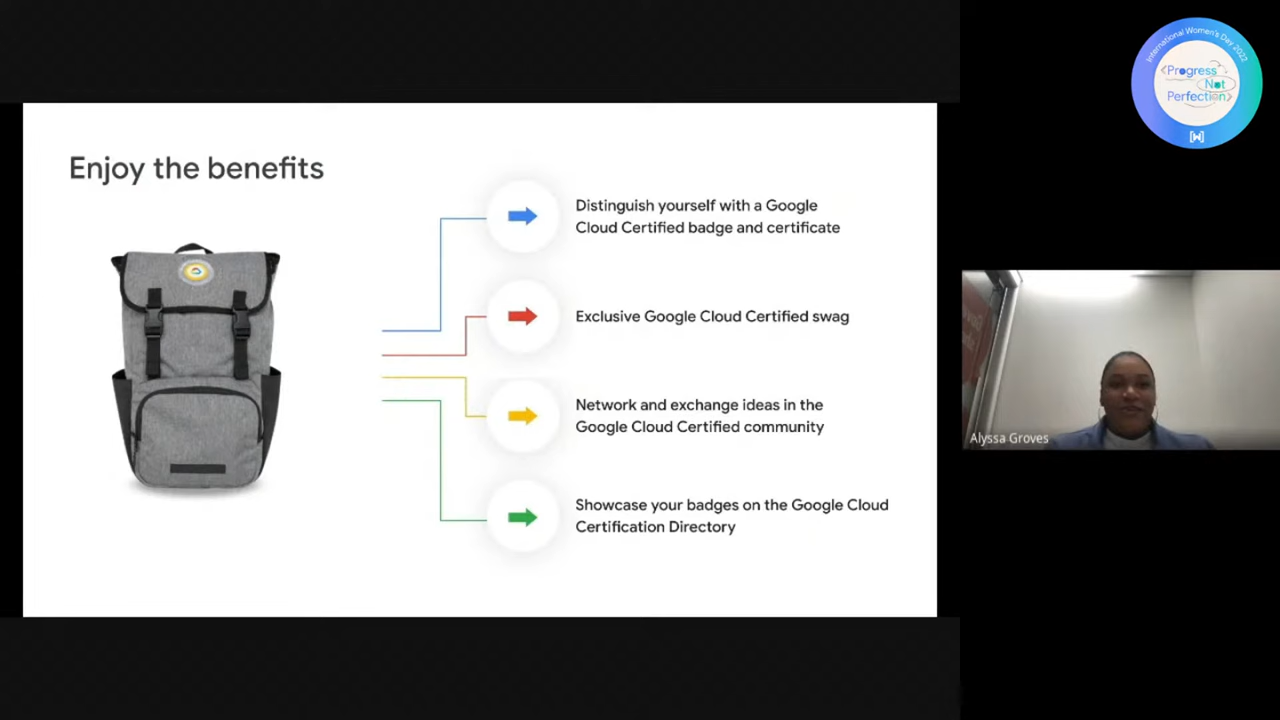 International Women's Day 2022
<Progress
Not
Perfection>
[W]
Enjoy the benefits
Distinguish yourself with a Google
Cloud Certified badge and certificate
Exclusive Google Cloud Certified swag
Network and exchange ideas in the
Google Cloud Certified community
Showcase your badges on the Google Cloud
Certification Directory
Alyssa Groves